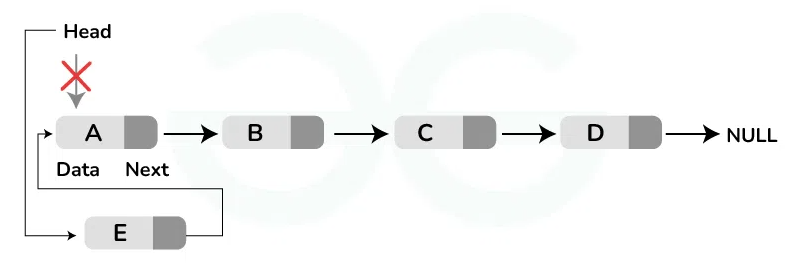 Head
A B C D NULL
Data Next
E